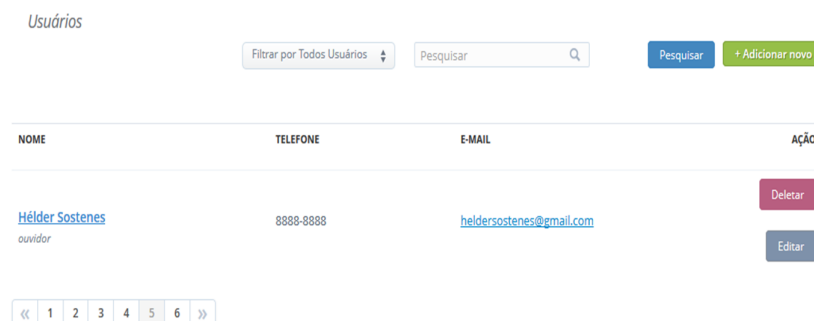 Usuários
Filtrar por Todos Usuários Pesquisar Pesquisar + Adicionar novo
NOME TELEFONE E-MAIL AÇÃO
Deletar
Hélder Sostenes 8888-8888 heldersostenes@gmail.com
ouvidor
Editar
« 1 2 3 4 5 6 »